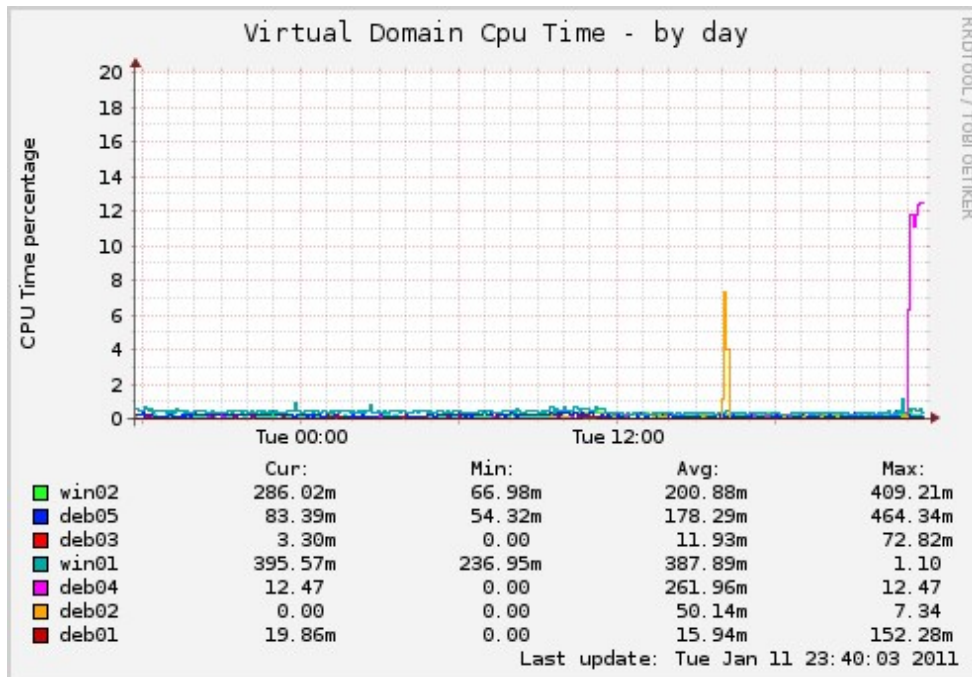 Virtual Domain Cpu Time - by day
RRDTOOL / TOBI OETIKER
CPU Time percentage
20
18
16
14
12
10
8
6
4
2
0
Tue 00:00 Tue 12:00
Cur: Min: Avg: Max:
win02 286.02m 66.98m 200.88m 409.21m
deb05 83.39m 54.32m 178.29m 464.34m
deb03 3.30m 0.00 11.93m 72.82m
win01 395.57m 236.95m 387.89m 1.10
deb04 12.47 0.00 261.96m 12.47
deb02 0.00 0.00 50.14m 7.34
deb01 19.86m 0.00 15.94m 152.28m
Last update: Tue Jan 11 23:40:03 2011